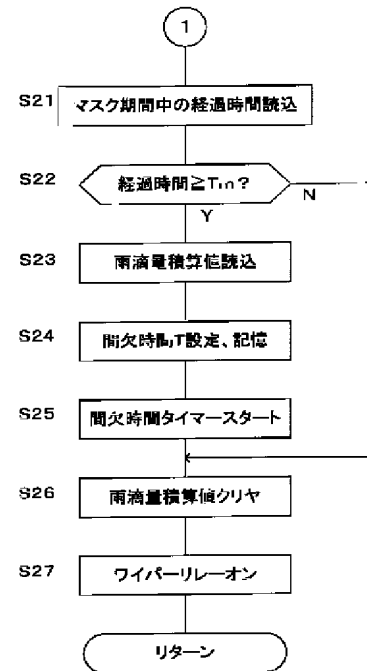 1
S21 マスク期間中の経過時間読込
S22 経過時間≧Tm?
N
Y
S23 雨滴量積算値読込
S24 間欠時間T設定、記憶
S25 間欠時間タイマースタート
S26 雨滴量積算値クリヤ
S27 ワイパーリレーオン
リターン